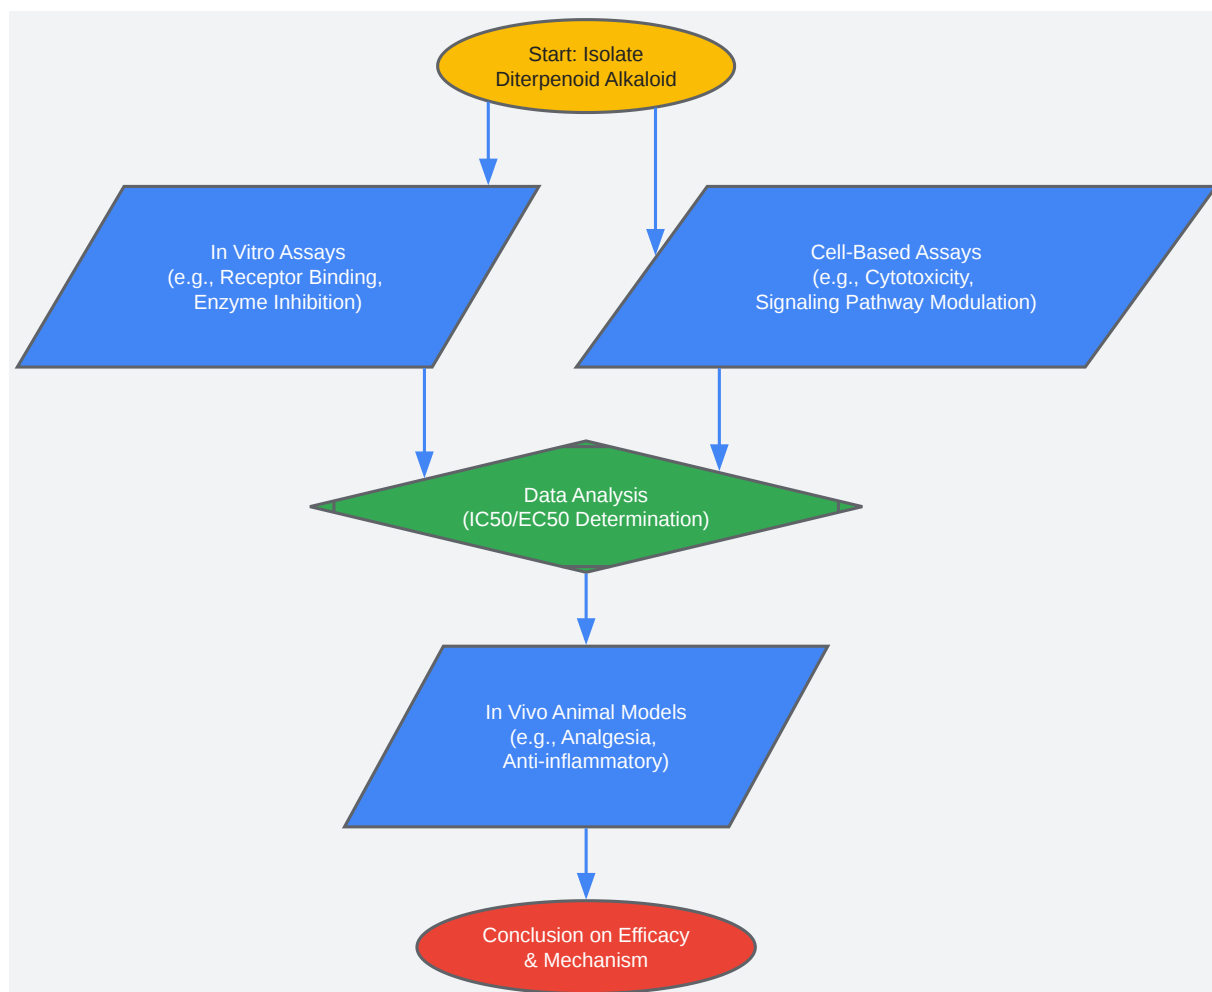 Start: Isolate
Diterpenoid Alkaloid
In Vitro Assays
(e.g., Receptor Binding,
Enzyme Inhibition)
Cell-Based Assays
(e.g., Cytotoxicity,
Signaling Pathway Modulation)
Data Analysis
(IC50/EC50 Determination)
In Vivo Animal Models
(e.g., Analgesia,
Anti-inflammatory)
Conclusion on Efficacy
& Mechanism